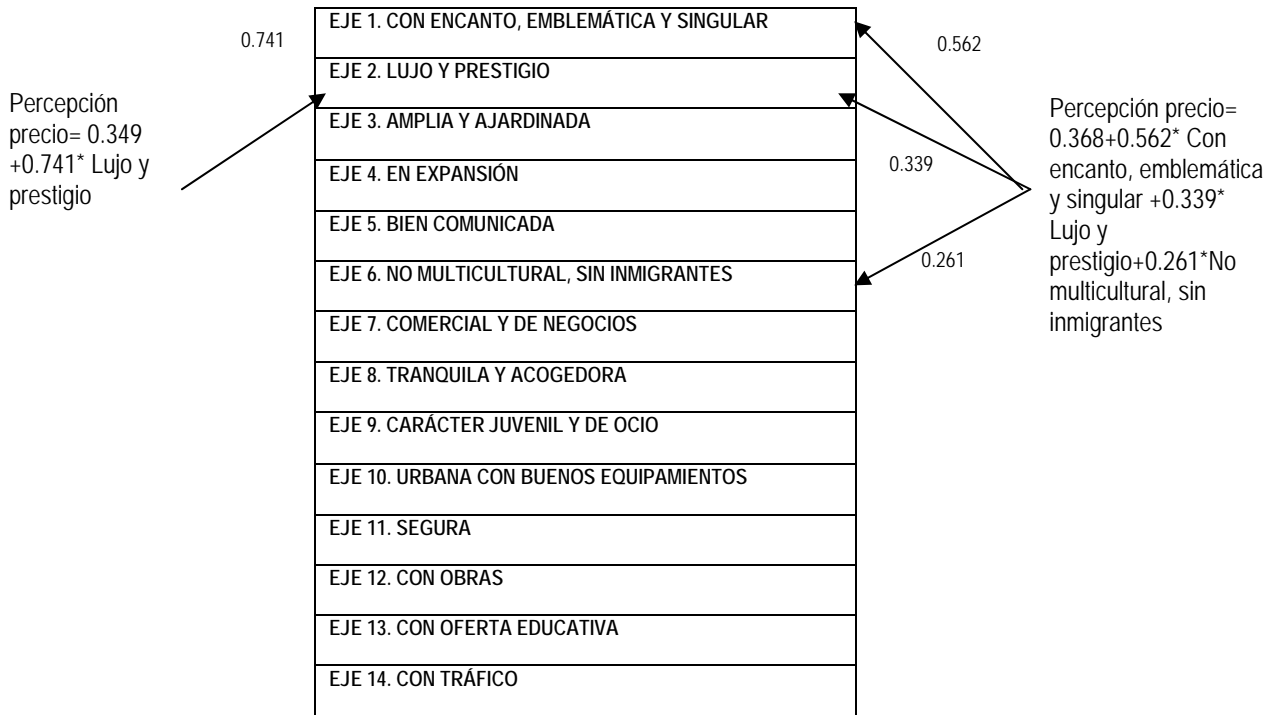 0.741
Percepción
precio= 0.349
+0.741* Lujo y
prestigio
EJE 1. CON ENCANTO, EMBLEMÁTICA Y SINGULAR
EJE 2. LUJO Y PRESTIGIO
EJE 3. AMPLIA Y AJARDINADA
EJE 4. EN EXPANSIÓN
EJE 5. BIEN COMUNICADA
EJE 6. NO MULTICULTURAL, SIN INMIGRANTES
EJE 7. COMERCIAL Y DE NEGOCIOS
EJE 8. TRANQUILA Y ACOGEDORA
EJE 9. CARÁCTER JUVENIL Y DE OCIO
EJE 10. URBANA CON BUENOS EQUIPAMIENTOS
EJE 11. SEGURA
EJE 12. CON OBRAS
EJE 13. CON OFERTA EDUCATIVA
EJE 14. CON TRÁFICO
0.562
0.339
0.261
Percepción precio=
0.368+0.562* Con
encanto, emblemática
y singular +0.339*
Lujo y
prestigio+0.261*No
multicultural, sin
inmigrantes